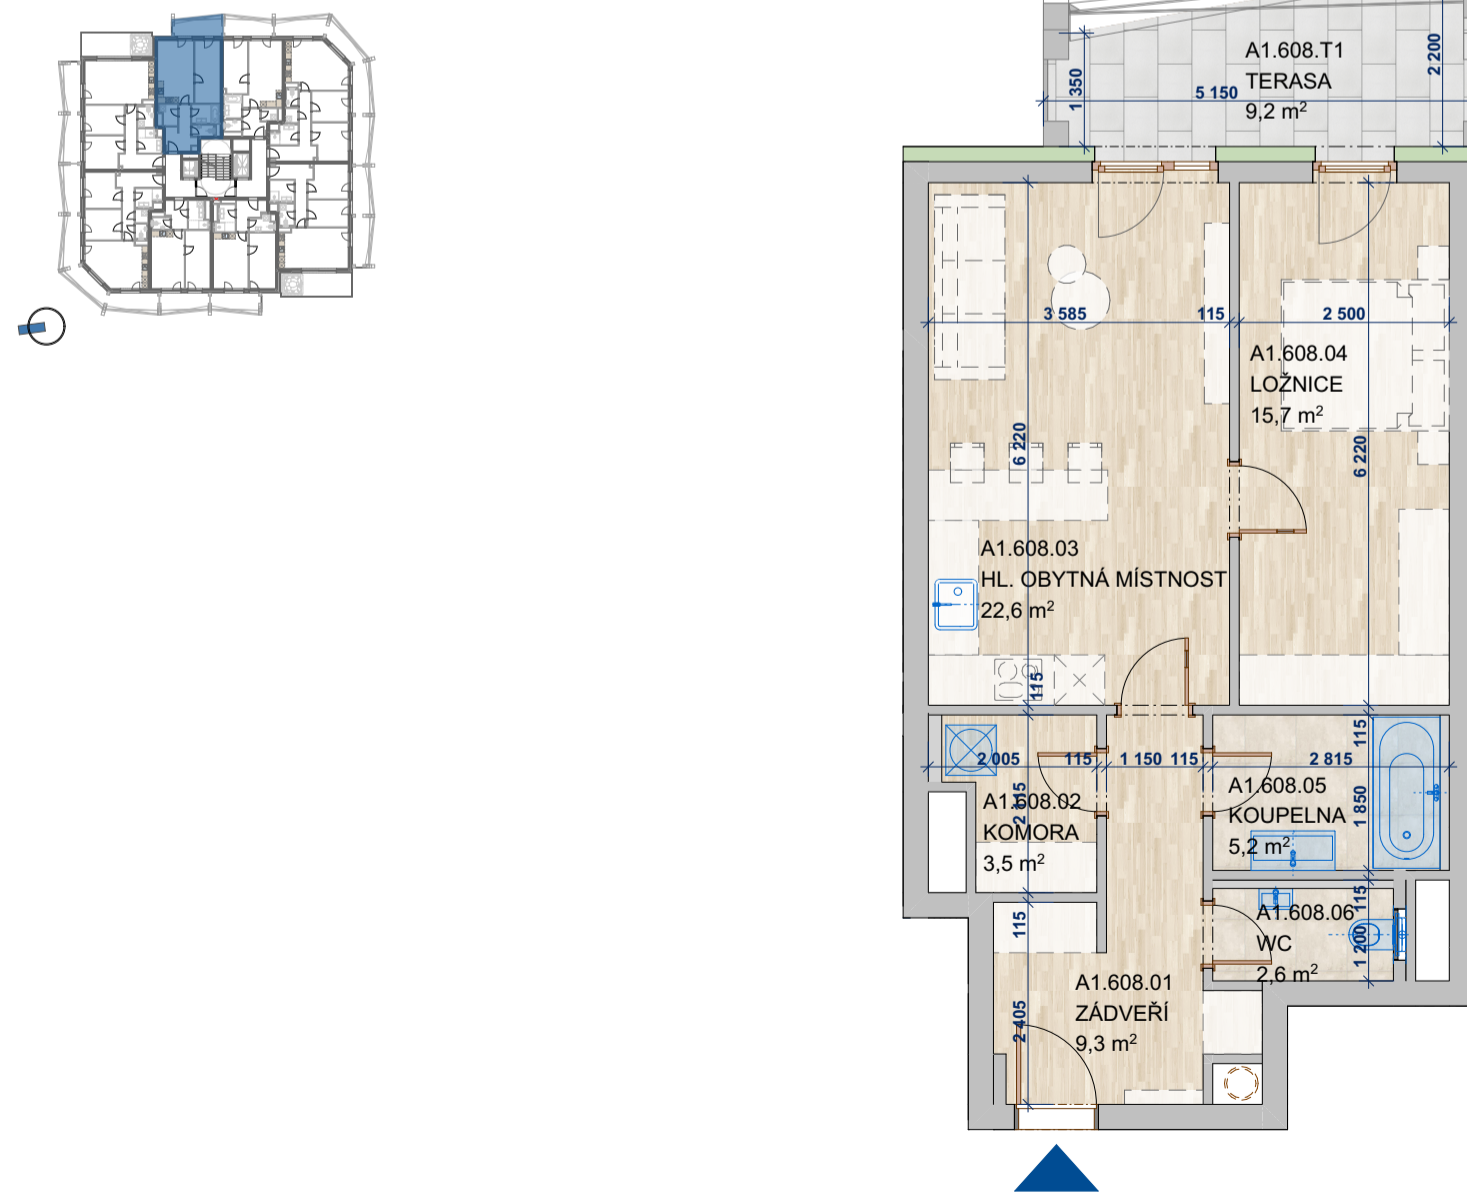 A1.608.T1
TERASA
9,2 m²
2 200
1 350
5 150
3 585
115
2 500
A1.608.04
LOŽNICE
15,7 m²
6 220
6 220
A1.608.03
HL. OBYTNÁ MÍSTNOST
22,6 m²
115
115
2 005
115
1 150
115
2 815
A1.608.02
KOMORA
3,5 m²
2 115
A1.608.05
KOUPELNA
5,2 m²
1 850
115
115
A1.608.06
WC
2,6 m²
1 200
A1.608.01
ZÁDVEŘÍ
9,3 m²
2 405